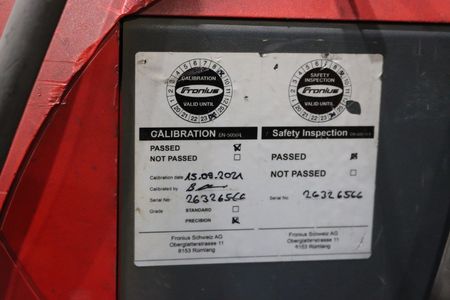 CALIBRATION
Fronius
VALID UNTIL
SAFETY
INSPECTION
Fronius
VALID UNTIL
CALIBRATION
PASSED
NOT PASSED
Calibration date 15.09.2021
Calibrated by
Serial No 26326566
Grade STANDARD
PRECISION
Fronius Schweiz AG
Oberglatterstrasse 11
8153 Rümlang
Safety Inspection
PASSED
NOT PASSED
Serial No. 26326566
Fronius Schweiz AG
Oberglatterstrasse 11
8153 Rümlang